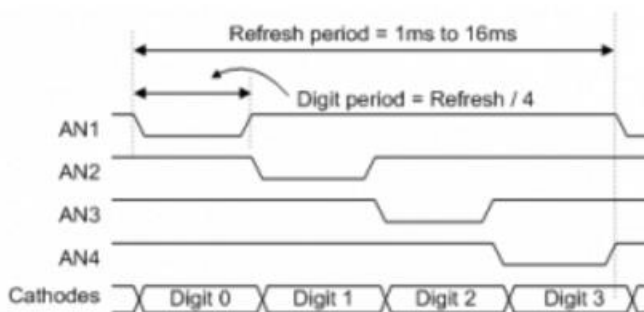 Refresh period = 1ms to 16ms
Digit period = Refresh / 4
AN1
AN2
AN3
AN4
Cathodes Digit 0 Digit 1 Digit 2 Digit 3